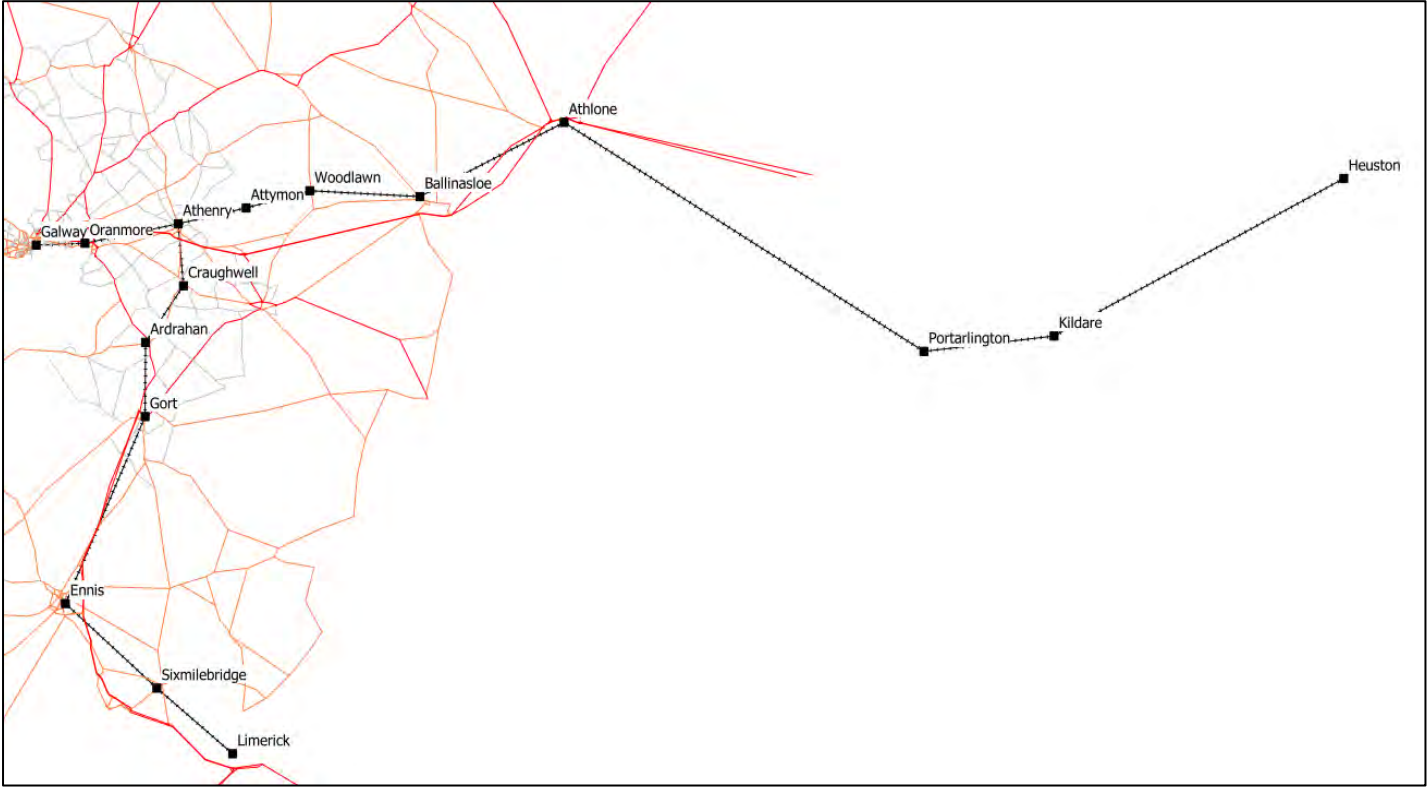 Athlone
Heuston
Woodlawn
Ballinasloe
Attymon
Athenry
Galway
Oranmore
Craughwell
Ardrahan
Kildare
Portarlington
Gort
Ennis
Sixmilebridge
Limerick